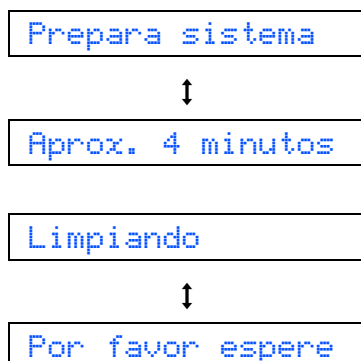 Prepara sistema
Aprox. 4 minutos
Limpiando
Por favor espere